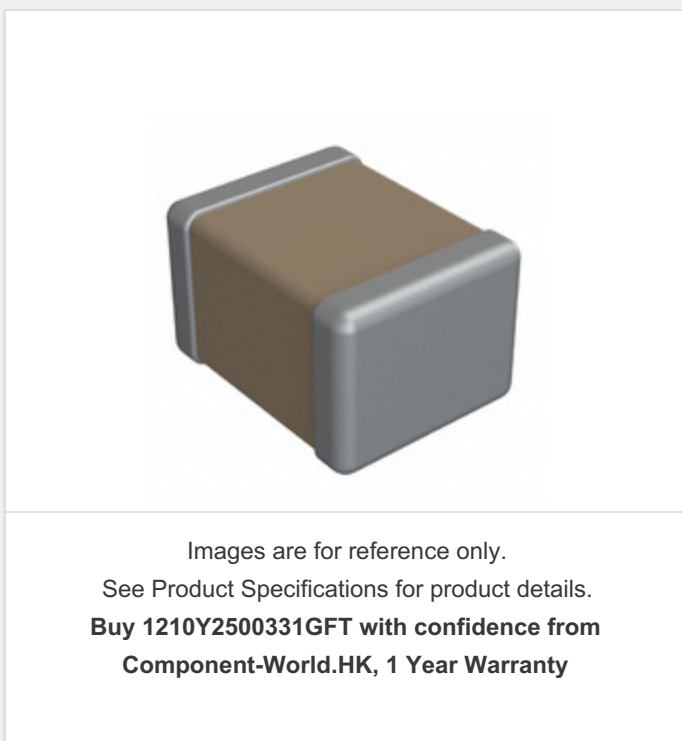 Images are for reference only.
See Product Specifications for product details.
Buy 1210Y2500331GFT with confidence from
Component-World.HK, 1 Year Warranty